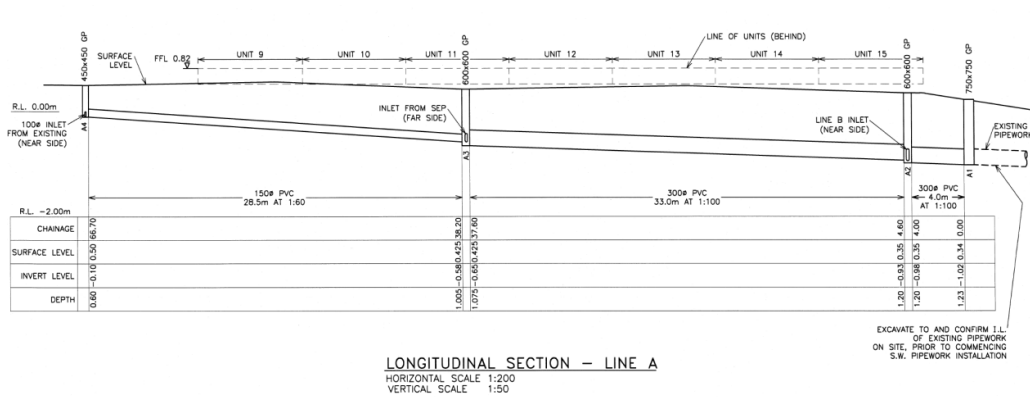 450x450 GP
SURFACE
LEVEL
FFL 0.82
UNIT 9
UNIT 10
UNIT 11
600x600 GP
UNIT 12
UNIT 13
UNIT 14
UNIT 15
LINE OF UNITS (BEHIND)
600x600 GP
750x750 GP
R.L. 0.00m
100ø INLET
FROM EXISTING
(NEAR SIDE)
A4
INLET FROM SEP
(FAR SIDE)
A3
LINE B INLET
(NEAR SIDE)
A2
A1
EXISTING
PIPEWORK
150ø PVC
28.5m AT 1:60
300ø PVC
33.0m AT 1:100
300ø PVC
4.0m
AT 1:100
R.L. -2.00m
CHAINAGE 66.70 38.20 37.60 4.60 4.00 0.00
SURFACE LEVEL 0.50 0.425 0.425 0.35 0.35 0.34
INVERT LEVEL -0.10 -0.58 -0.65 -0.93 -0.98 -1.02
DEPTH 0.60 1.005 1.075 1.20 1.20 1.23
EXCAVATE TO AND CONFIRM I.L.
OF EXISTING PIPEWORK
ON SITE, PRIOR TO COMMENCING
S.W. PIPEWORK INSTALLATION
LONGITUDINAL SECTION – LINE A
HORIZONTAL SCALE 1:200
VERTICAL SCALE 1:50